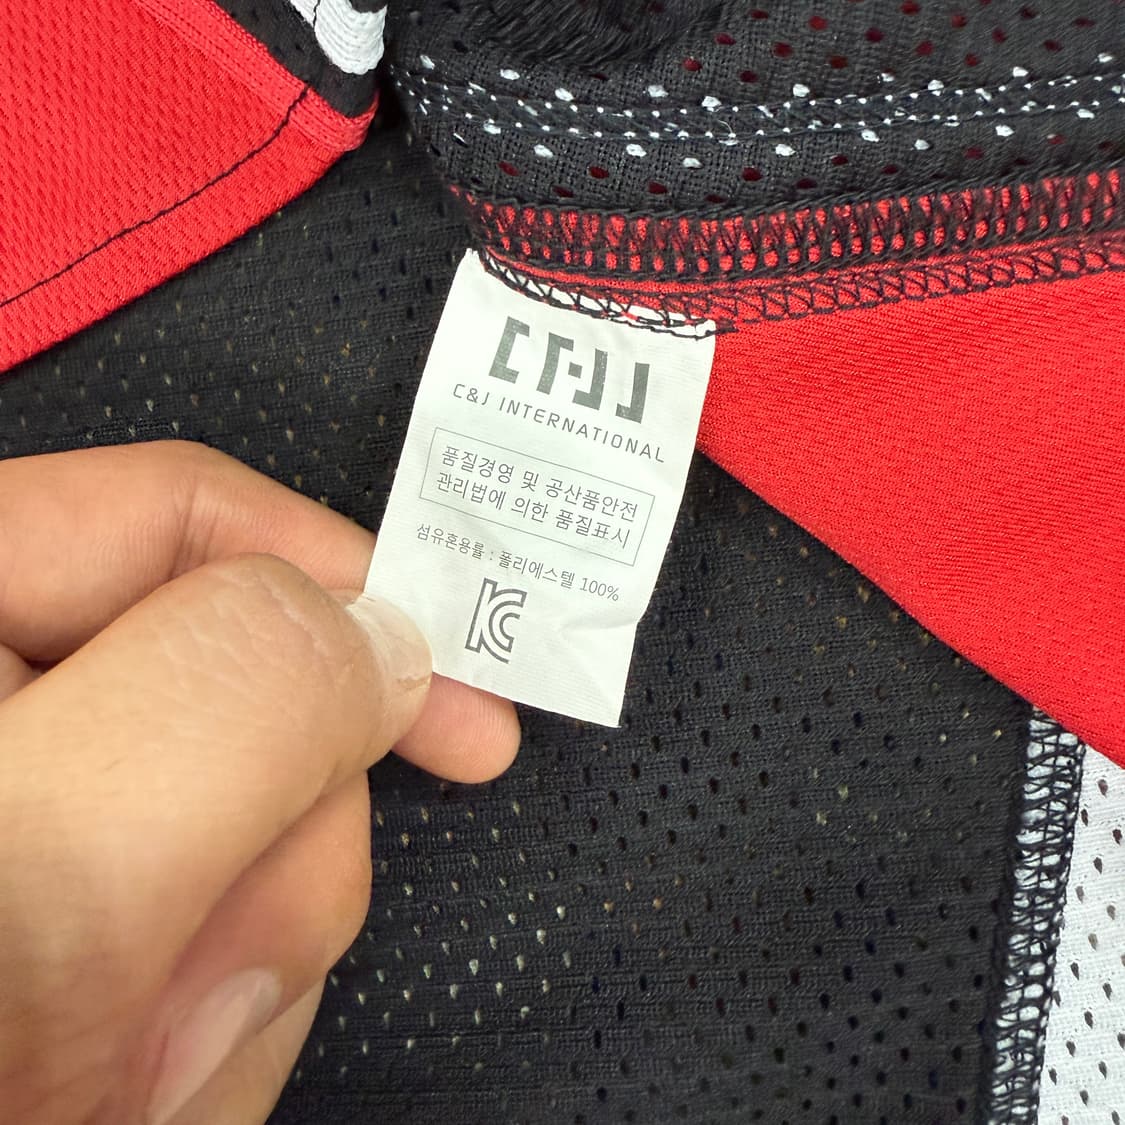 C&J
C&J INTERNATIONAL
품질경영 및 공산품안전
관리법에 의한 품질표시
섬유혼용률 : 폴리에스텔 100%
KC